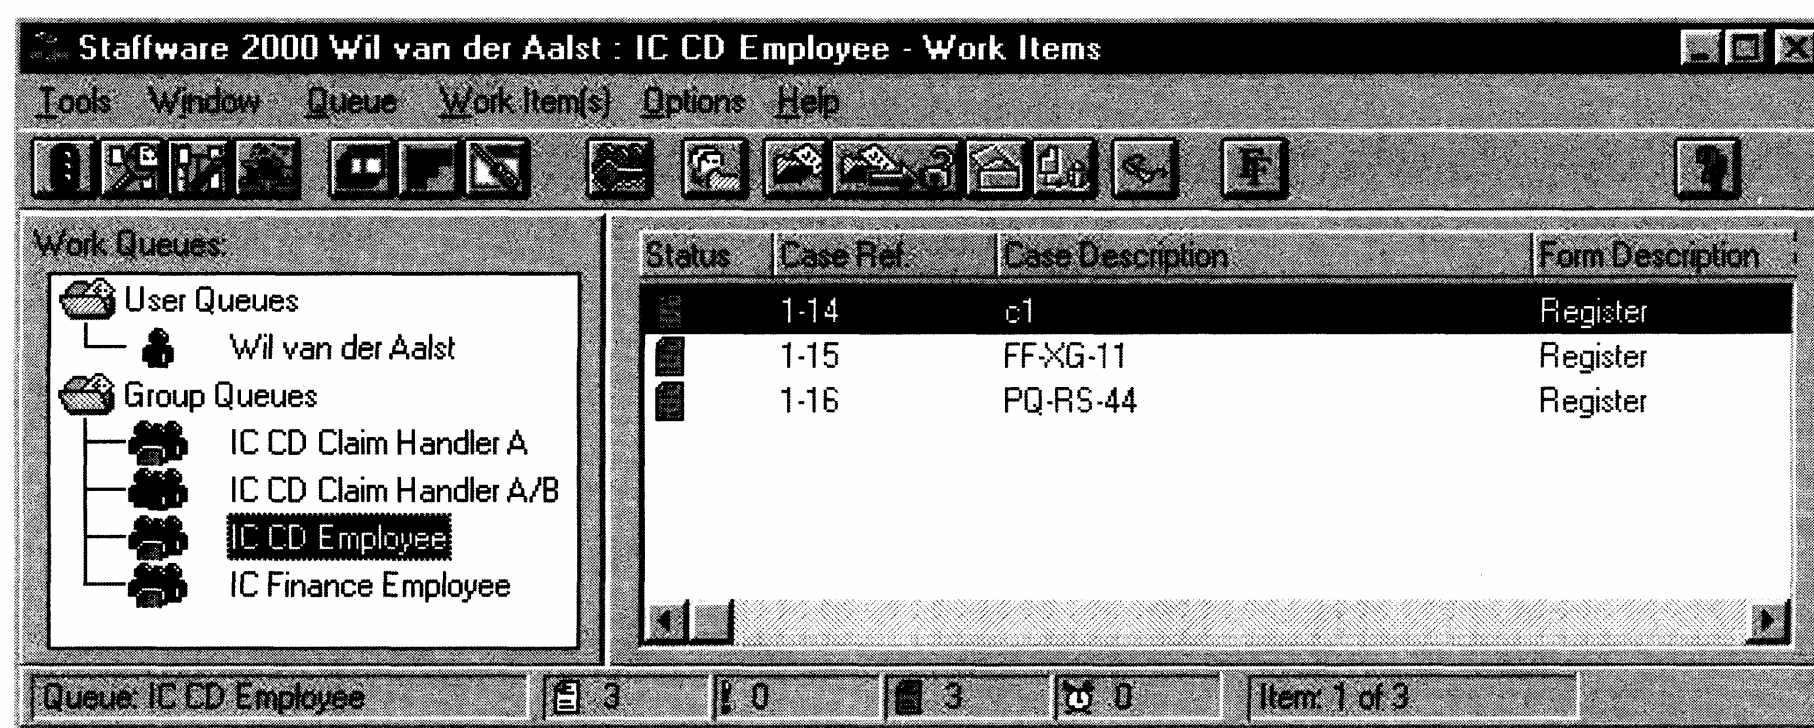 Staffware 2000 Wil van der Aalst : IC CD Employee - Work Items
Tools Window Queue Work Item(s) Options Help
FF
Work Queues:
User Queues
Wil van der Aalst
Group Queues
IC CD Claim Handler A
IC CD Claim Handler A/B
IC CD Employee
IC Finance Employee
Status Case Ref. Case Description Form Description
1-14 c1 Register
1-15 FF-XG-11 Register
1-16 PQ-RS-44 Register
Queue: IC CD Employee 3 0 3 0 Item: 1 of 3